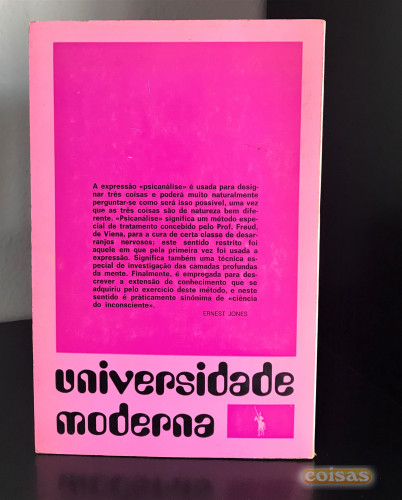 A expressão «psicanálise» é usada para desig-
nar três coisas e poderá muito naturalmente
perguntar-se como será isso possível, uma vez
que as três coisas são de natureza bem dife-
rente. «Psicanálise» significa um método espe-
cial de tratamento concebido pelo Prof. Freud.
de Viena, para a cura de certa classe de desar-
ranjos nervosos; este sentido restrito foi
aquele em que pela primeira vez foi usada a
expressão. Significa também uma técnica es-
pecial de investigação das camadas profundas
da mente. Finalmente, é empregada para des-
crever a extensão de conhecimento que se
adquiriu pelo exercício deste método, e neste
sentido é pràticamente sinónima de «ciência
do inconsciente».
ERNEST JONES
universidade
moderna
coisas